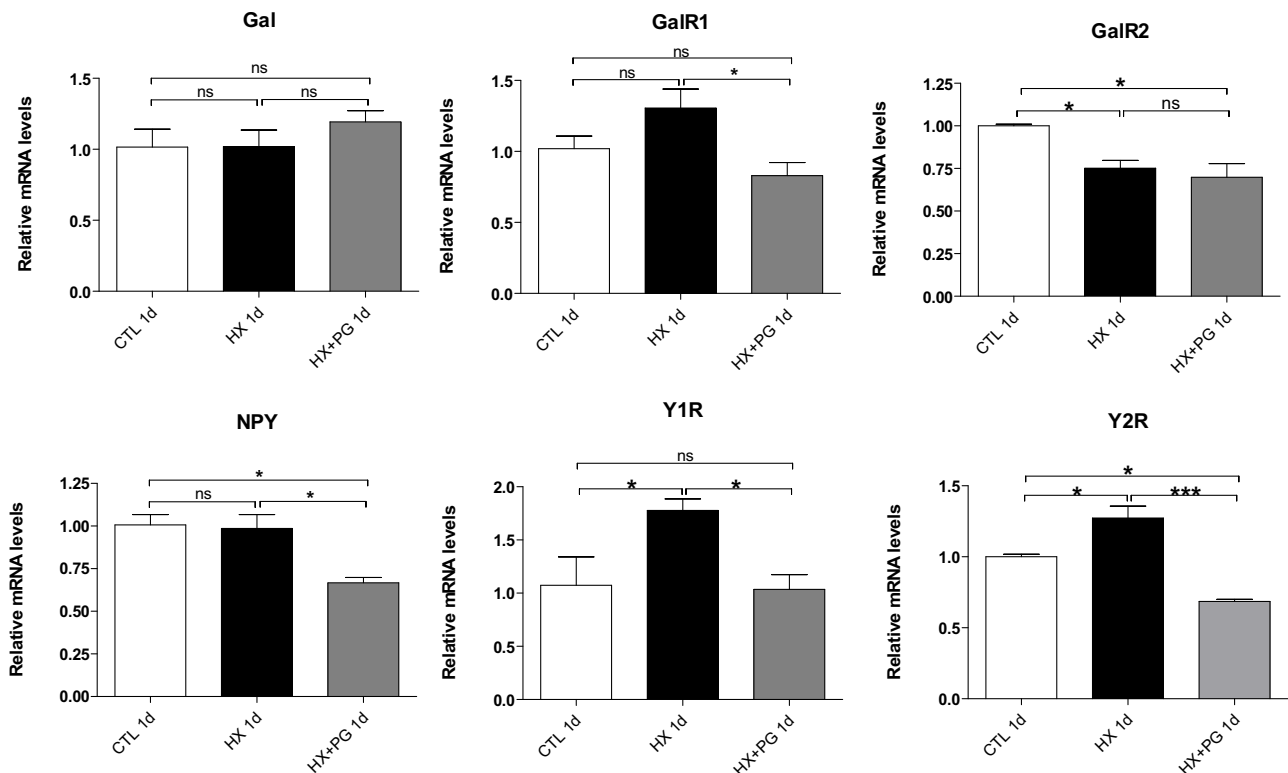 Gal
Relative mRNA levels
ns
ns
ns
1.5
1.0
0.5
0.0
CTL 1d
HX 1d
HX+PG 1d
GalR1
Relative mRNA levels
ns
ns
*
1.5
1.0
0.5
0.0
CTL 1d
HX 1d
HX+PG 1d
GalR2
Relative mRNA levels
*
*
ns
1.25
1.00
0.75
0.50
0.25
0.00
CTL 1d
HX 1d
HX+PG 1d
NPY
Relative mRNA levels
*
ns
*
1.25
1.00
0.75
0.50
0.25
0.00
CTL 1d
HX 1d
HX+PG 1d
Y1R
Relative mRNA levels
ns
*
*
2.0
1.5
1.0
0.5
0.0
CTL 1d
HX 1d
HX+PG 1d
Y2R
Relative mRNA levels
*
*
***
1.5
1.0
0.5
0.0
CTL 1d
HX 1d
HX+PG 1d